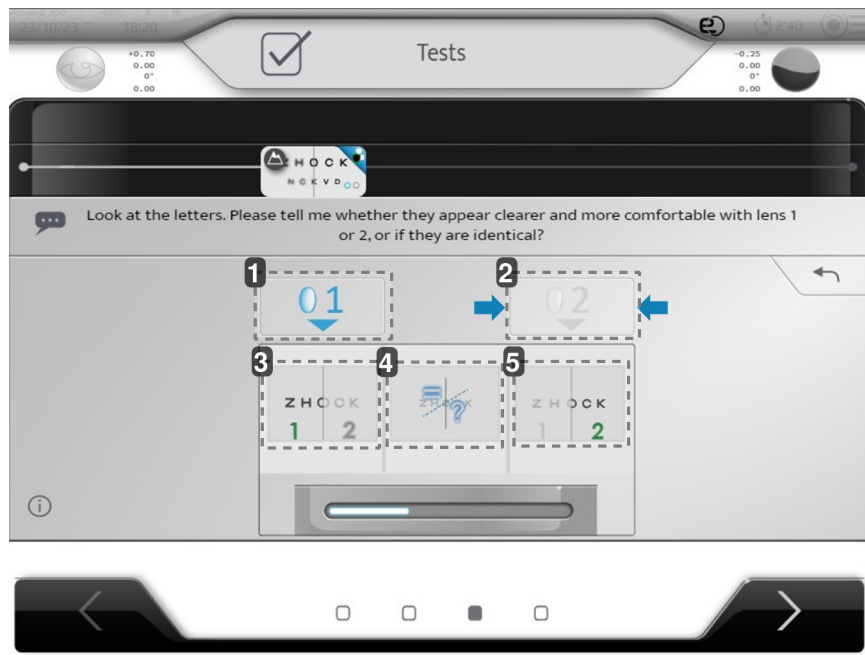 23/10/23 18:20
Tests
2'40
+0.70
0.00
0°
0.00
-0.25
0.00
0°
0.00
ZHOCK
NCKVD
Look at the letters. Please tell me whether they appear clearer and more comfortable with lens 1
or 2, or if they are identical?
1 2
01 02
3 4 5
ZHOCK ZHOCK ZHOCK
1 2 = ? 1 2